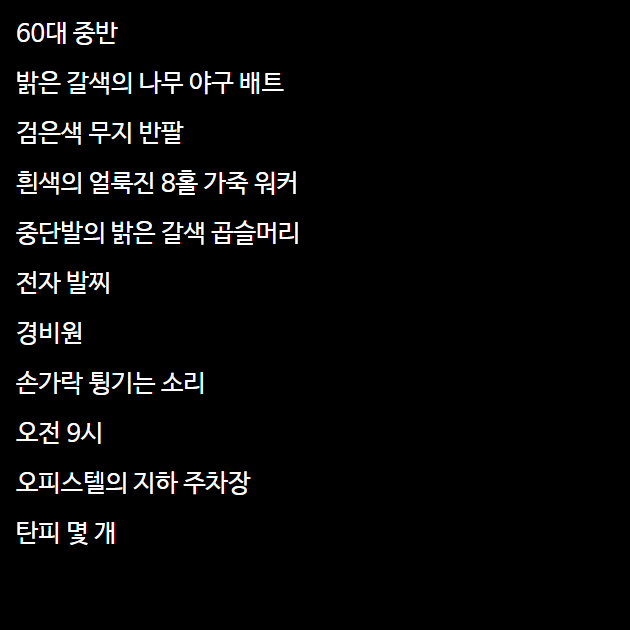 60대 중반
밝은 갈색의 나무 야구 배트
검은색 무지 반팔
흰색의 얼룩진 8홀 가죽 워커
중단발의 밝은 갈색 곱슬머리
전자 발찌
경비원
손가락 튕기는 소리
오전 9시
오피스텔의 지하 주차장
탄피 몇 개